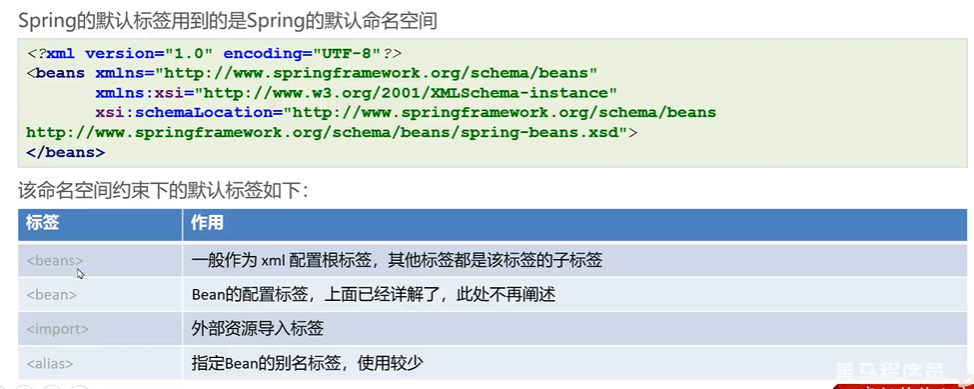 Spring的默认标签用到的是Spring的默认命名空间
<?xml version="1.0" encoding="UTF-8"?>
<beans xmlns="http://www.springframework.org/schema/beans"
xmlns:xsi="http://www.w3.org/2001/XMLSchema-instance"
xsi:schemaLocation="http://www.springframework.org/schema/beans
http://www.springframework.org/schema/beans/spring-beans.xsd">
</beans>
该命名空间约束下的默认标签如下：
标签 作用
<beans> 一般作为 xml 配置根标签，其他标签都是该标签的子标签
<bean> Bean的配置标签，上面已经详解了，此处不再阐述
<import> 外部资源导入标签
<alias> 指定Bean的别名标签，使用较少
黑马程序员